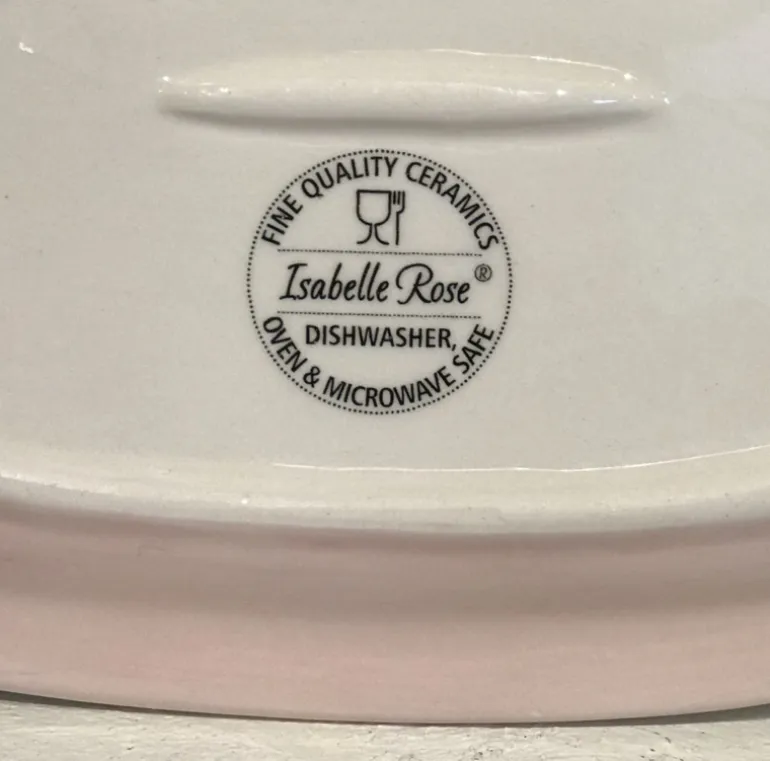 FINE QUALITY CERAMICS
Isabelle Rose®
DISHWASHER,
OVEN & MICROWAVE SAFE